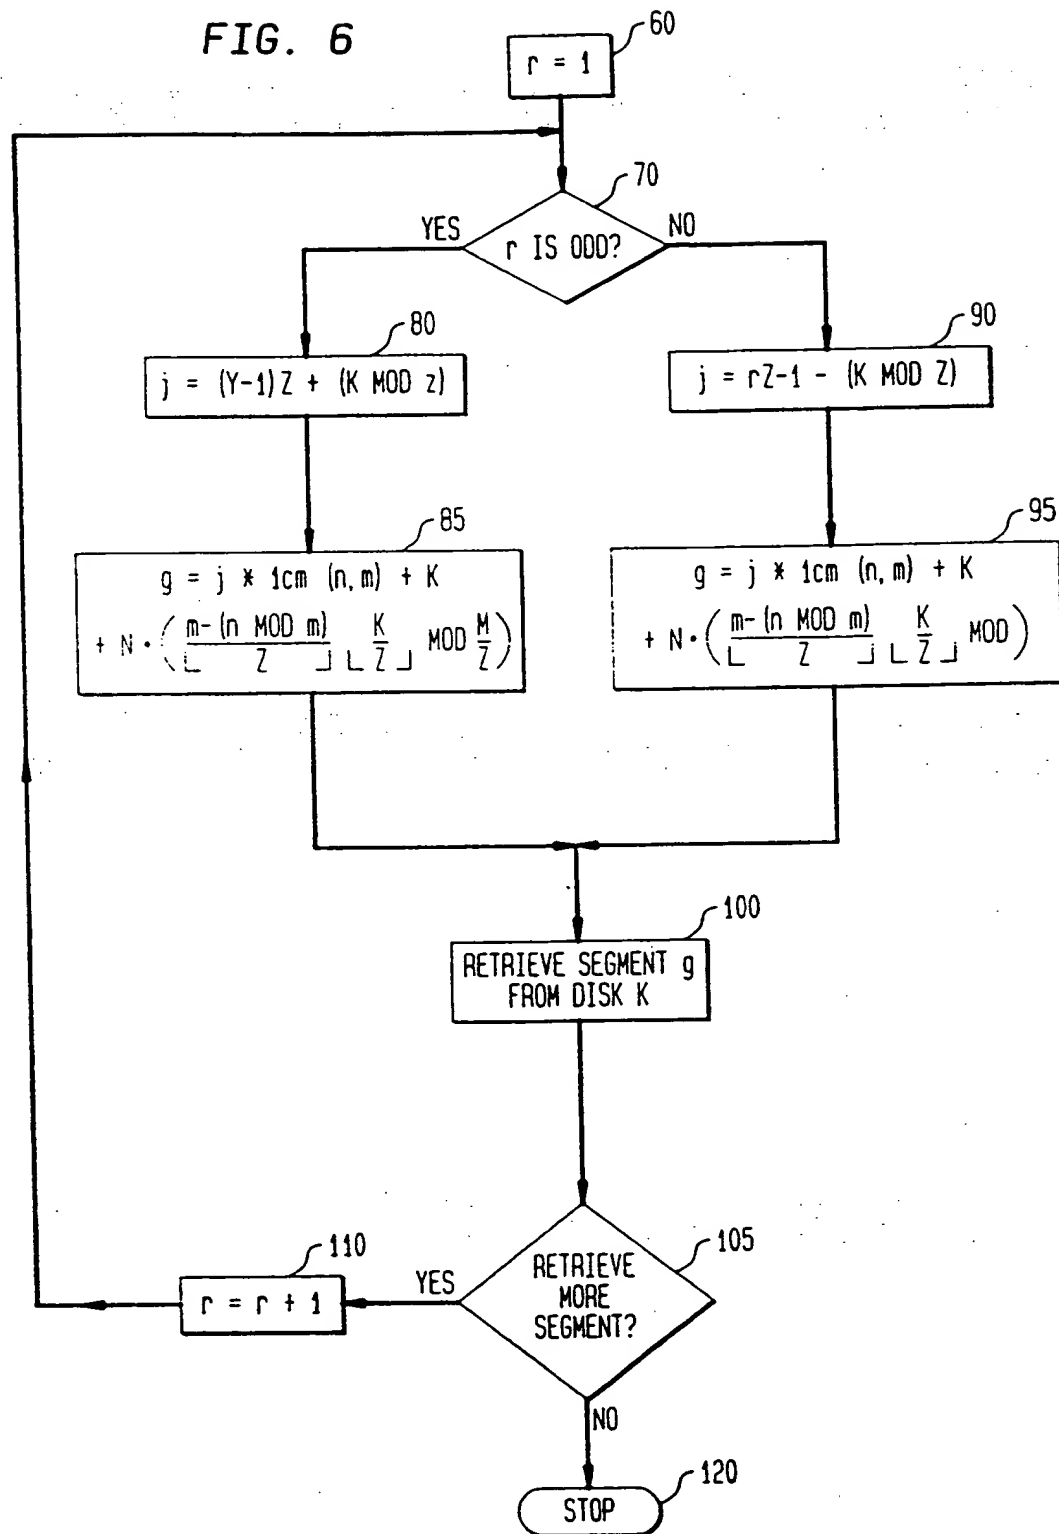 FIG. 6
60
r = 1
70
YES
r IS ODD?
NO
80
j = (Y-1)Z + (K MOD z)
90
j = rZ-1 - (K MOD Z)
85
g = j * 1cm (n, m) + K
+ N · ( ⌊ m-(n MOD m) / Z ⌋ ⌊ K / Z ⌋ MOD M / Z )
95
g = j * 1cm (n, m) + K
+ N · ( ⌊ m-(n MOD m) / Z ⌋ ⌊ K / Z ⌋ MOD )
100
RETRIEVE SEGMENT g
FROM DISK K
105
RETRIEVE
MORE
SEGMENT?
YES
110
r = r + 1
NO
120
STOP